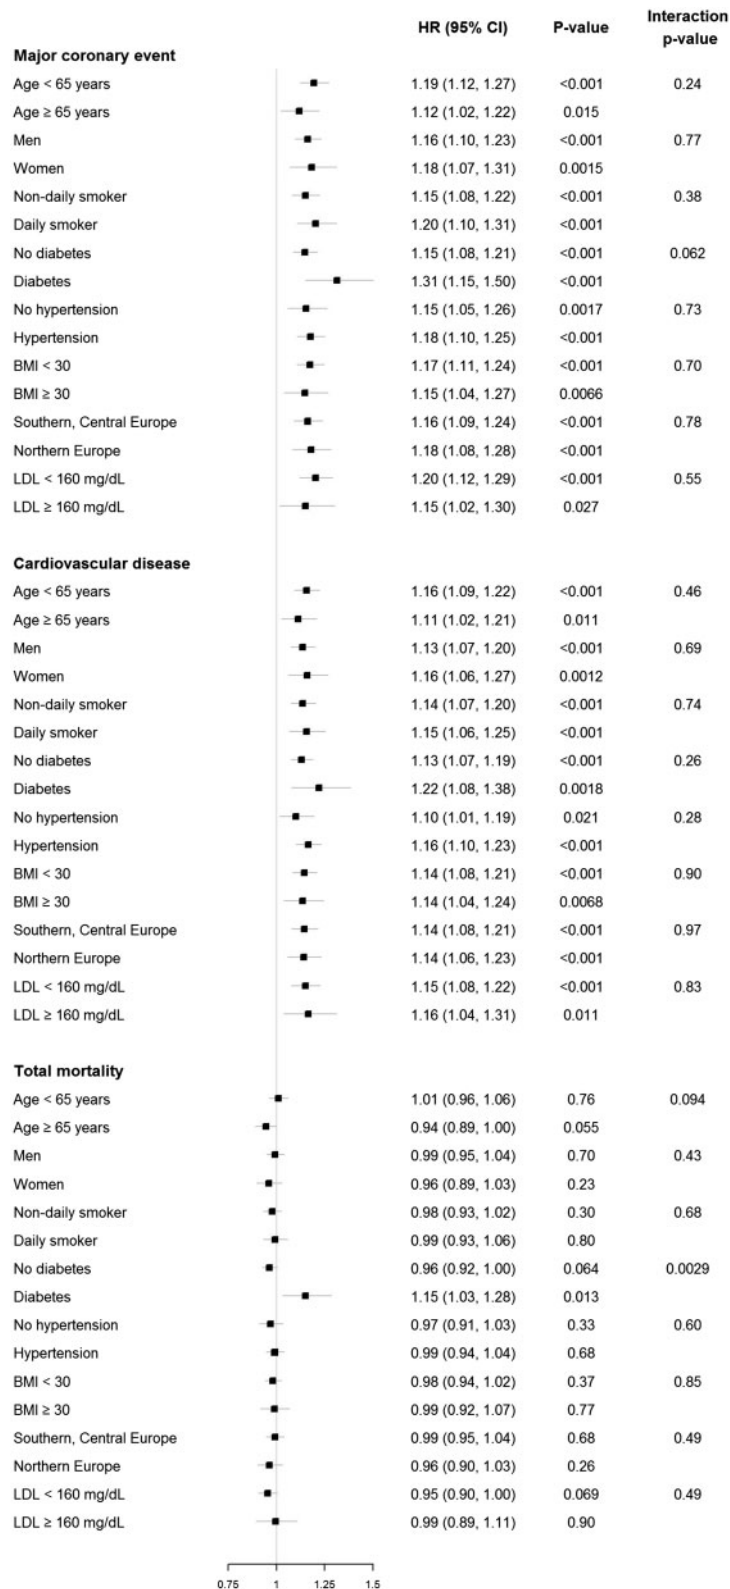 HR (95% CI) P-value Interaction p-value
Major coronary event
Age < 65 years 1.19 (1.12, 1.27) <0.001 0.24
Age ≥ 65 years 1.12 (1.02, 1.22) 0.015
Men 1.16 (1.10, 1.23) <0.001 0.77
Women 1.18 (1.07, 1.31) 0.0015
Non-daily smoker 1.15 (1.08, 1.22) <0.001 0.38
Daily smoker 1.20 (1.10, 1.31) <0.001
No diabetes 1.15 (1.08, 1.21) <0.001 0.062
Diabetes 1.31 (1.15, 1.50) <0.001
No hypertension 1.15 (1.05, 1.26) 0.0017 0.73
Hypertension 1.18 (1.10, 1.25) <0.001
BMI < 30 1.17 (1.11, 1.24) <0.001 0.70
BMI ≥ 30 1.15 (1.04, 1.27) 0.0066
Southern, Central Europe 1.16 (1.09, 1.24) <0.001 0.78
Northern Europe 1.18 (1.08, 1.28) <0.001
LDL < 160 mg/dL 1.20 (1.12, 1.29) <0.001 0.55
LDL ≥ 160 mg/dL 1.15 (1.02, 1.30) 0.027
Cardiovascular disease
Age < 65 years 1.16 (1.09, 1.22) <0.001 0.46
Age ≥ 65 years 1.11 (1.02, 1.21) 0.011
Men 1.13 (1.07, 1.20) <0.001 0.69
Women 1.16 (1.06, 1.27) 0.0012
Non-daily smoker 1.14 (1.07, 1.20) <0.001 0.74
Daily smoker 1.15 (1.06, 1.25) <0.001
No diabetes 1.13 (1.07, 1.19) <0.001 0.26
Diabetes 1.22 (1.08, 1.38) 0.0018
No hypertension 1.10 (1.01, 1.19) 0.021 0.28
Hypertension 1.16 (1.10, 1.23) <0.001
BMI < 30 1.14 (1.08, 1.21) <0.001 0.90
BMI ≥ 30 1.14 (1.04, 1.24) 0.0068
Southern, Central Europe 1.14 (1.08, 1.21) <0.001 0.97
Northern Europe 1.14 (1.06, 1.23) <0.001
LDL < 160 mg/dL 1.15 (1.08, 1.22) <0.001 0.83
LDL ≥ 160 mg/dL 1.16 (1.04, 1.31) 0.011
Total mortality
Age < 65 years 1.01 (0.96, 1.06) 0.76 0.094
Age ≥ 65 years 0.94 (0.89, 1.00) 0.055
Men 0.99 (0.95, 1.04) 0.70 0.43
Women 0.96 (0.89, 1.03) 0.23
Non-daily smoker 0.98 (0.93, 1.02) 0.30 0.68
Daily smoker 0.99 (0.93, 1.06) 0.80
No diabetes 0.96 (0.92, 1.00) 0.064 0.0029
Diabetes 1.15 (1.03, 1.28) 0.013
No hypertension 0.97 (0.91, 1.03) 0.33 0.60
Hypertension 0.99 (0.94, 1.04) 0.68
BMI < 30 0.98 (0.94, 1.02) 0.37 0.85
BMI ≥ 30 0.99 (0.92, 1.07) 0.77
Southern, Central Europe 0.99 (0.95, 1.04) 0.68 0.49
Northern Europe 0.96 (0.90, 1.03) 0.26
LDL < 160 mg/dL 0.95 (0.90, 1.00) 0.069 0.49
LDL ≥ 160 mg/dL 0.99 (0.89, 1.11) 0.90
0.75 1 1.25 1.5